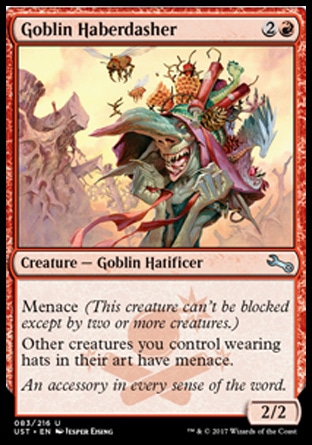 Goblin Haberdasher 2
Creature — Goblin Hatificer
Menace (This creature can't be blocked
except by two or more creatures.)
Other creatures you control wearing
hats in their art have menace.
An accessory in every sense of the word.
2/2
083/216 U
UST • EN Jesper Eising
™ & © 2017 Wizards of the Coast